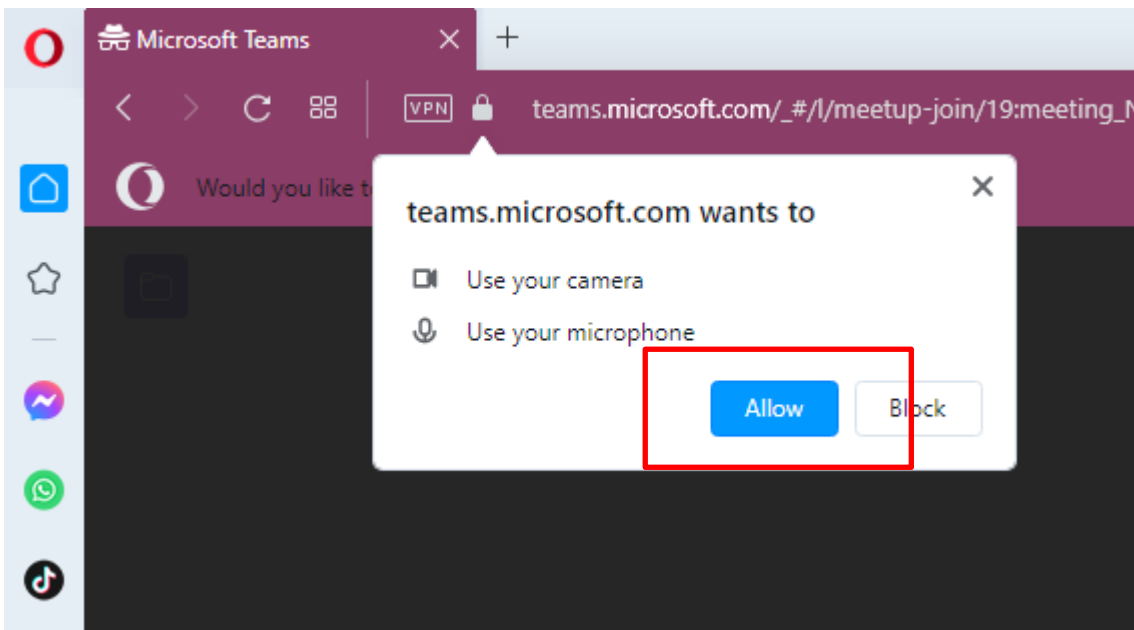 Microsoft Teams
VPN teams.microsoft.com/_#/l/meetup-join/19:meeting_N
Would you like t
teams.microsoft.com wants to
Use your camera
Use your microphone
Allow Block